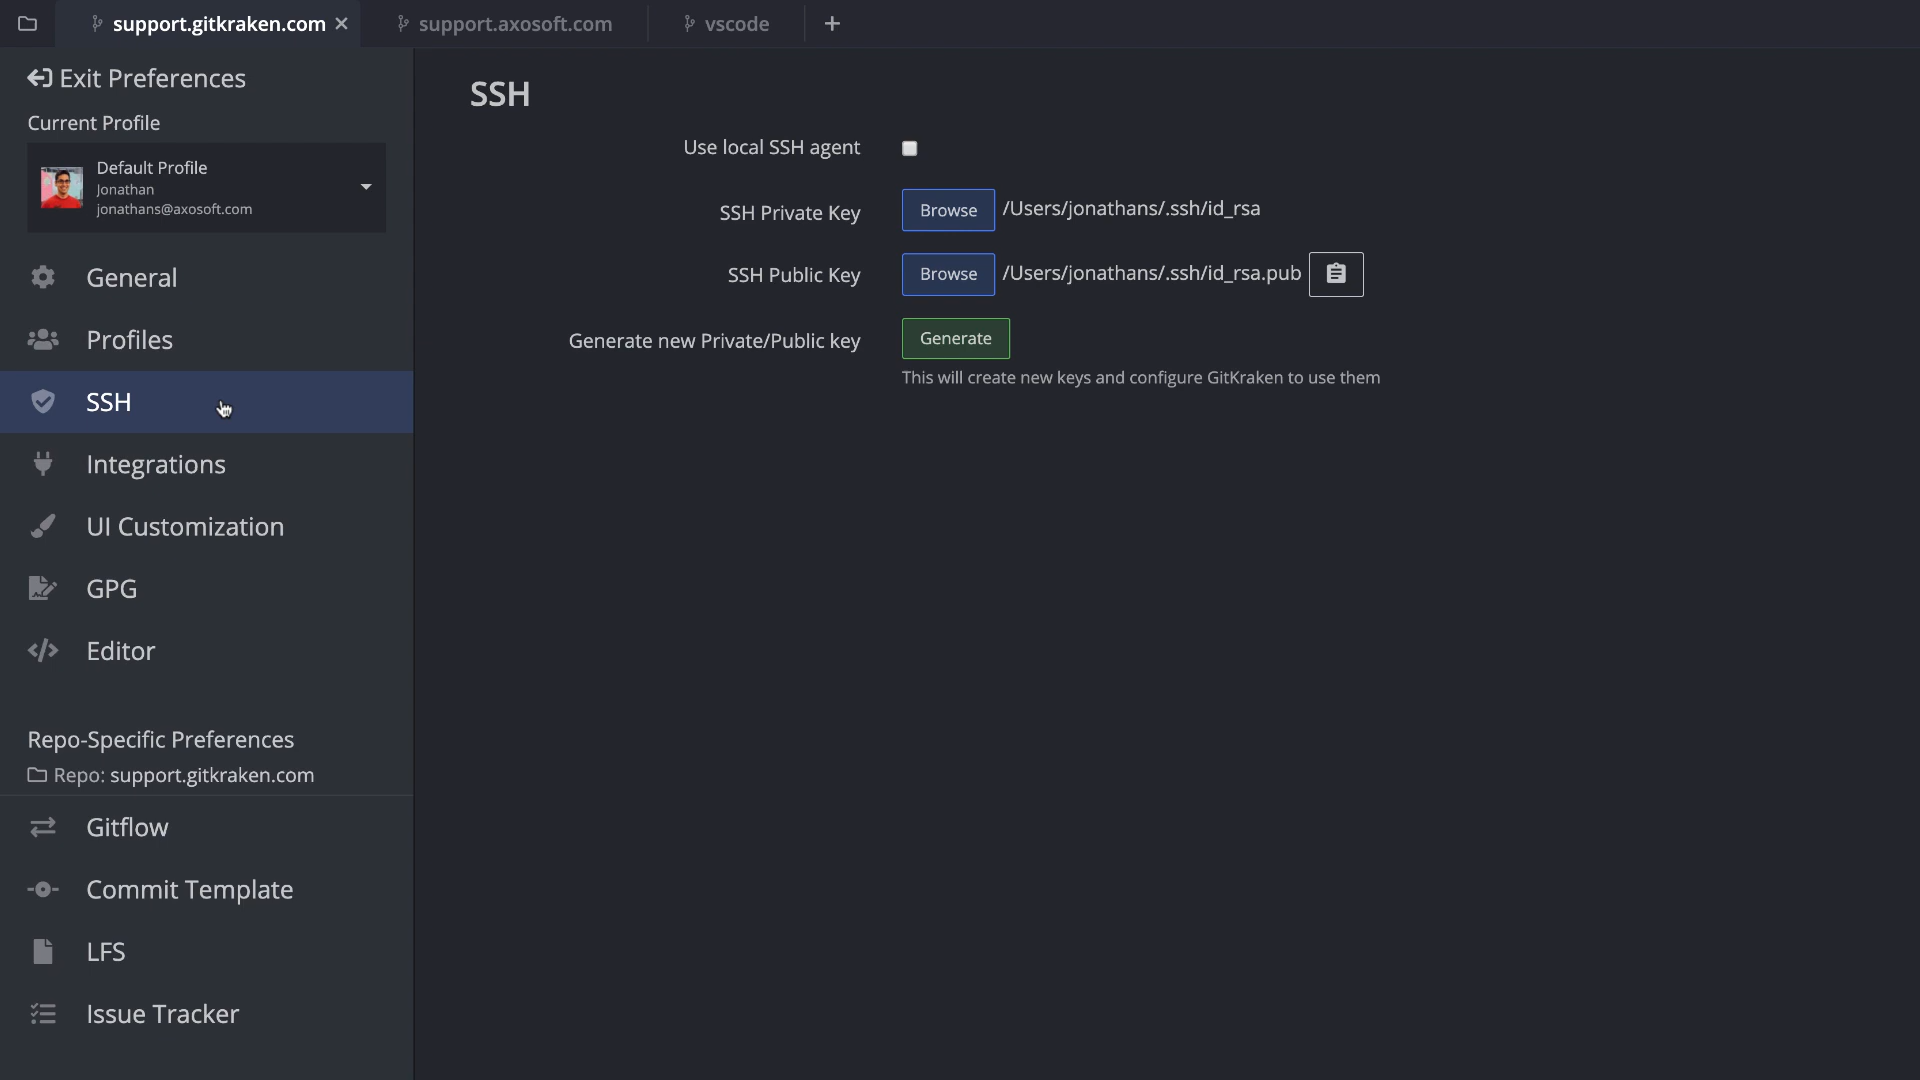 support.gitkraken.com
support.axosoft.com
vscode
Exit Preferences
Current Profile
Default Profile
Jonathan
jonathans@axosoft.com
General
Profiles
SSH
Integrations
UI Customization
GPG
Editor
Repo-Specific Preferences
Repo: support.gitkraken.com
Gitflow
Commit Template
LFS
Issue Tracker
SSH
Use local SSH agent
SSH Private Key
Browse
/Users/jonathans/.ssh/id_rsa
SSH Public Key
Browse
/Users/jonathans/.ssh/id_rsa.pub
Generate new Private/Public key
Generate
This will create new keys and configure GitKraken to use them